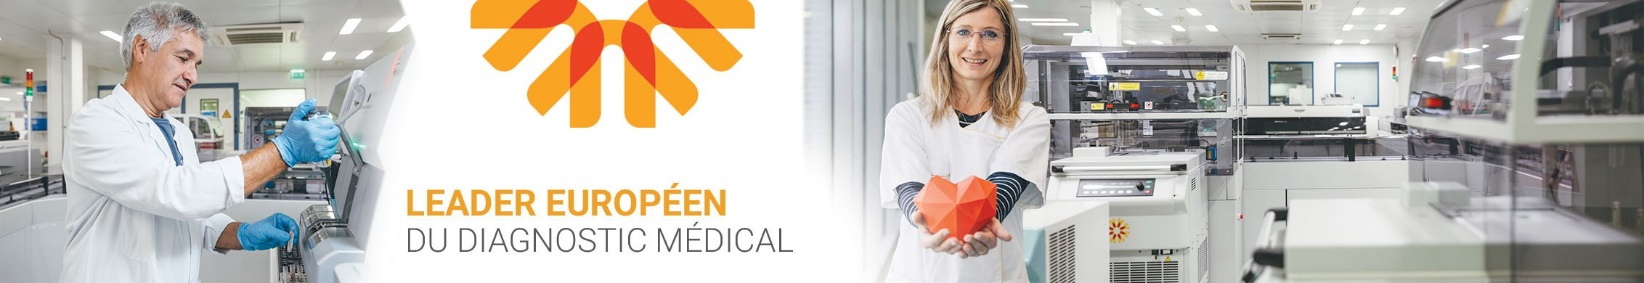 LEADER EUROPÉEN
DU DIAGNOSTIC MÉDICAL